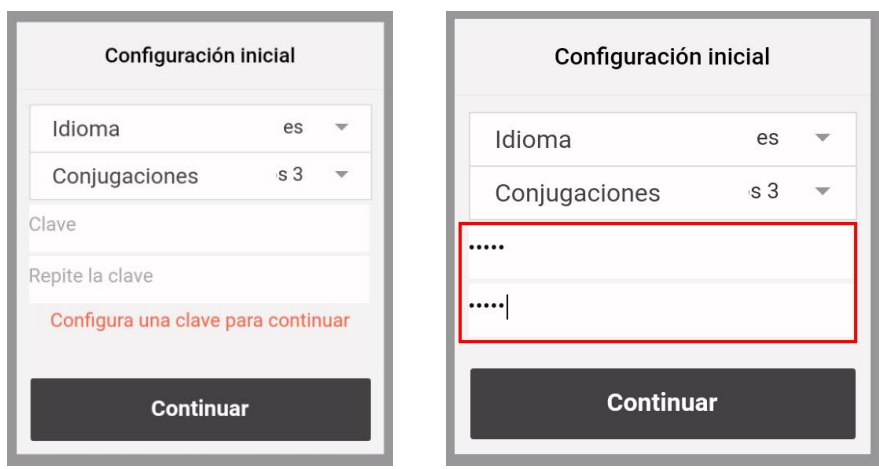 Configuración inicial
Idioma es
Conjugaciones s 3
Clave
Repite la clave
Configura una clave para continuar
Continuar
Configuración inicial
Idioma es
Conjugaciones s 3
•••••
•••••
Continuar